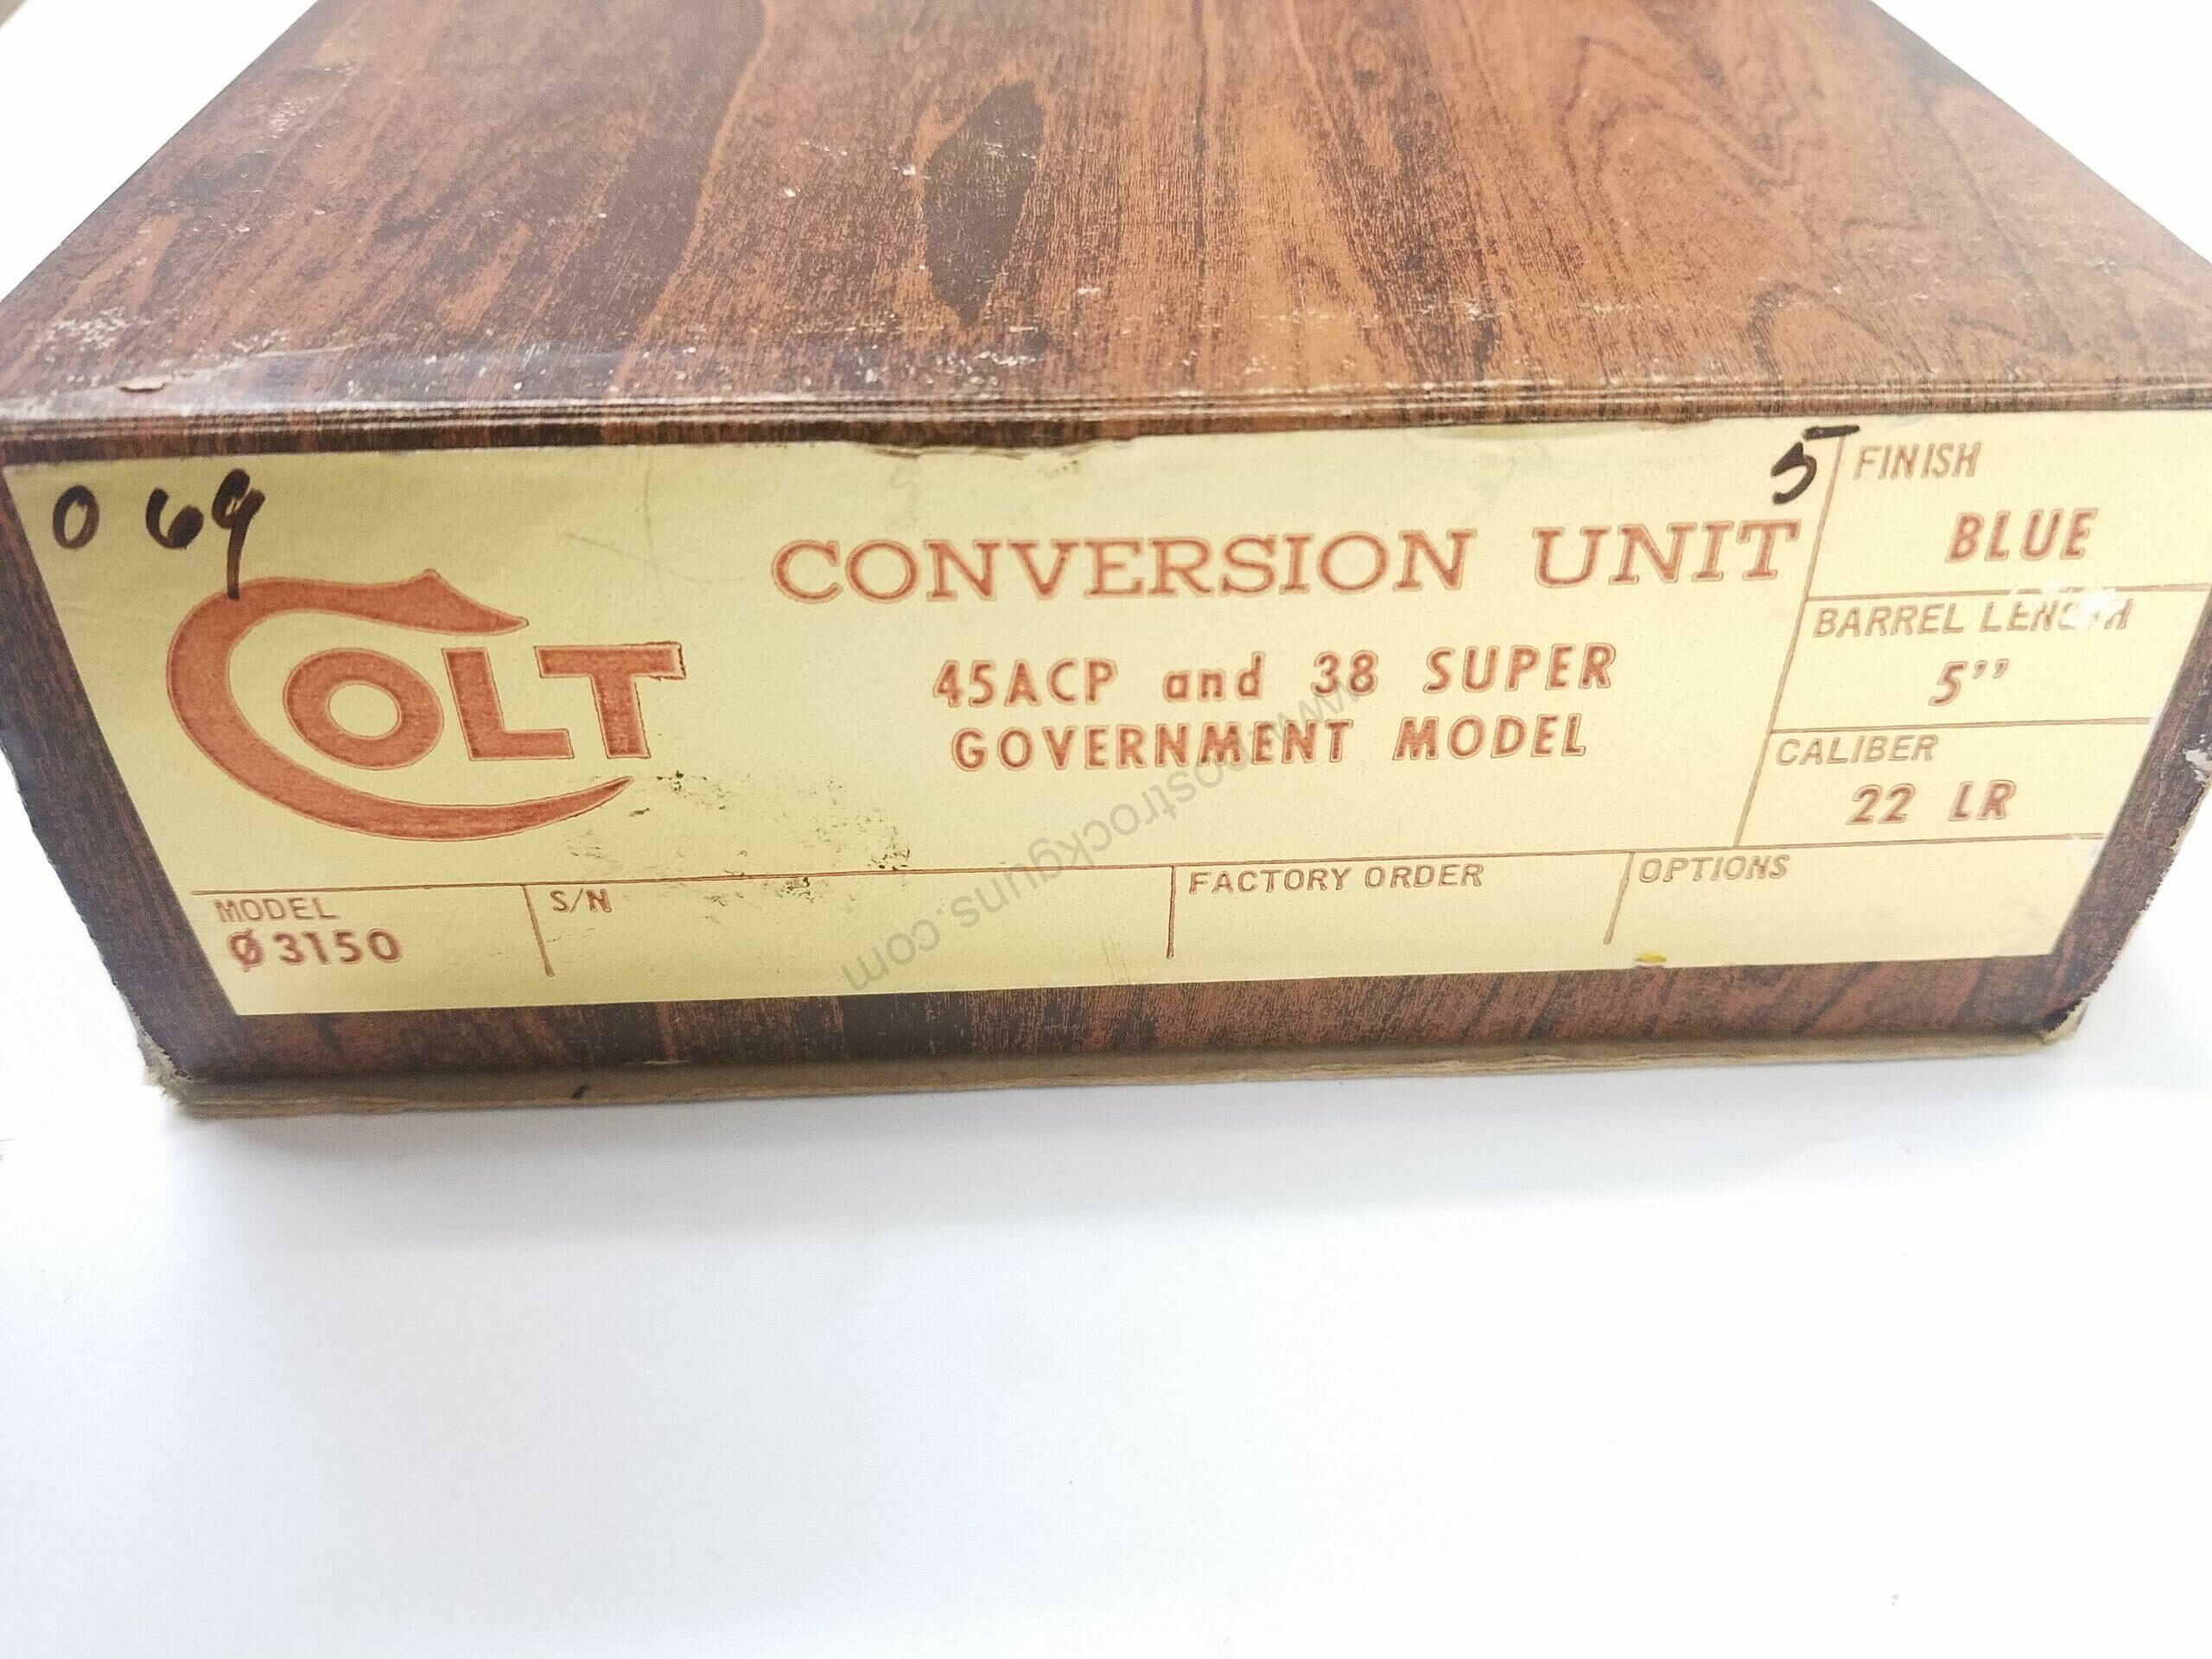 0 69
5
COLT
CONVERSION UNIT
45ACP and 38 SUPER
GOVERNMENT MODEL
FINISH
BLUE
BARREL LENGTH
5''
CALIBER
22 LR
MODEL
Ø3150
S/N
FACTORY ORDER
OPTIONS